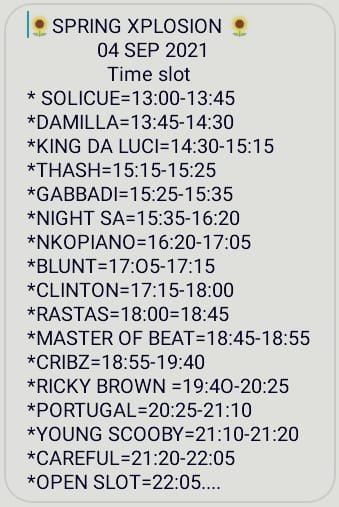 🌻 SPRING XPLOSION 🌻
04 SEP 2021
Time slot
* SOLICUE=13:00-13:45
*DAMILLA=13:45-14:30
*KING DA LUCI=14:30-15:15
*THASH=15:15-15:25
*GABBADI=15:25-15:35
*NIGHT SA=15:35-16:20
*NKOPIANO=16:20-17:05
*BLUNT=17:O5-17:15
*CLINTON=17:15-18:00
*RASTAS=18:00=18:45
*MASTER OF BEAT=18:45-18:55
*CRIBZ=18:55-19:40
*RICKY BROWN =19:4O-20:25
*PORTUGAL=20:25-21:10
*YOUNG SCOOBY=21:10-21:20
*CAREFUL=21:20-22:05
*OPEN SLOT=22:05....